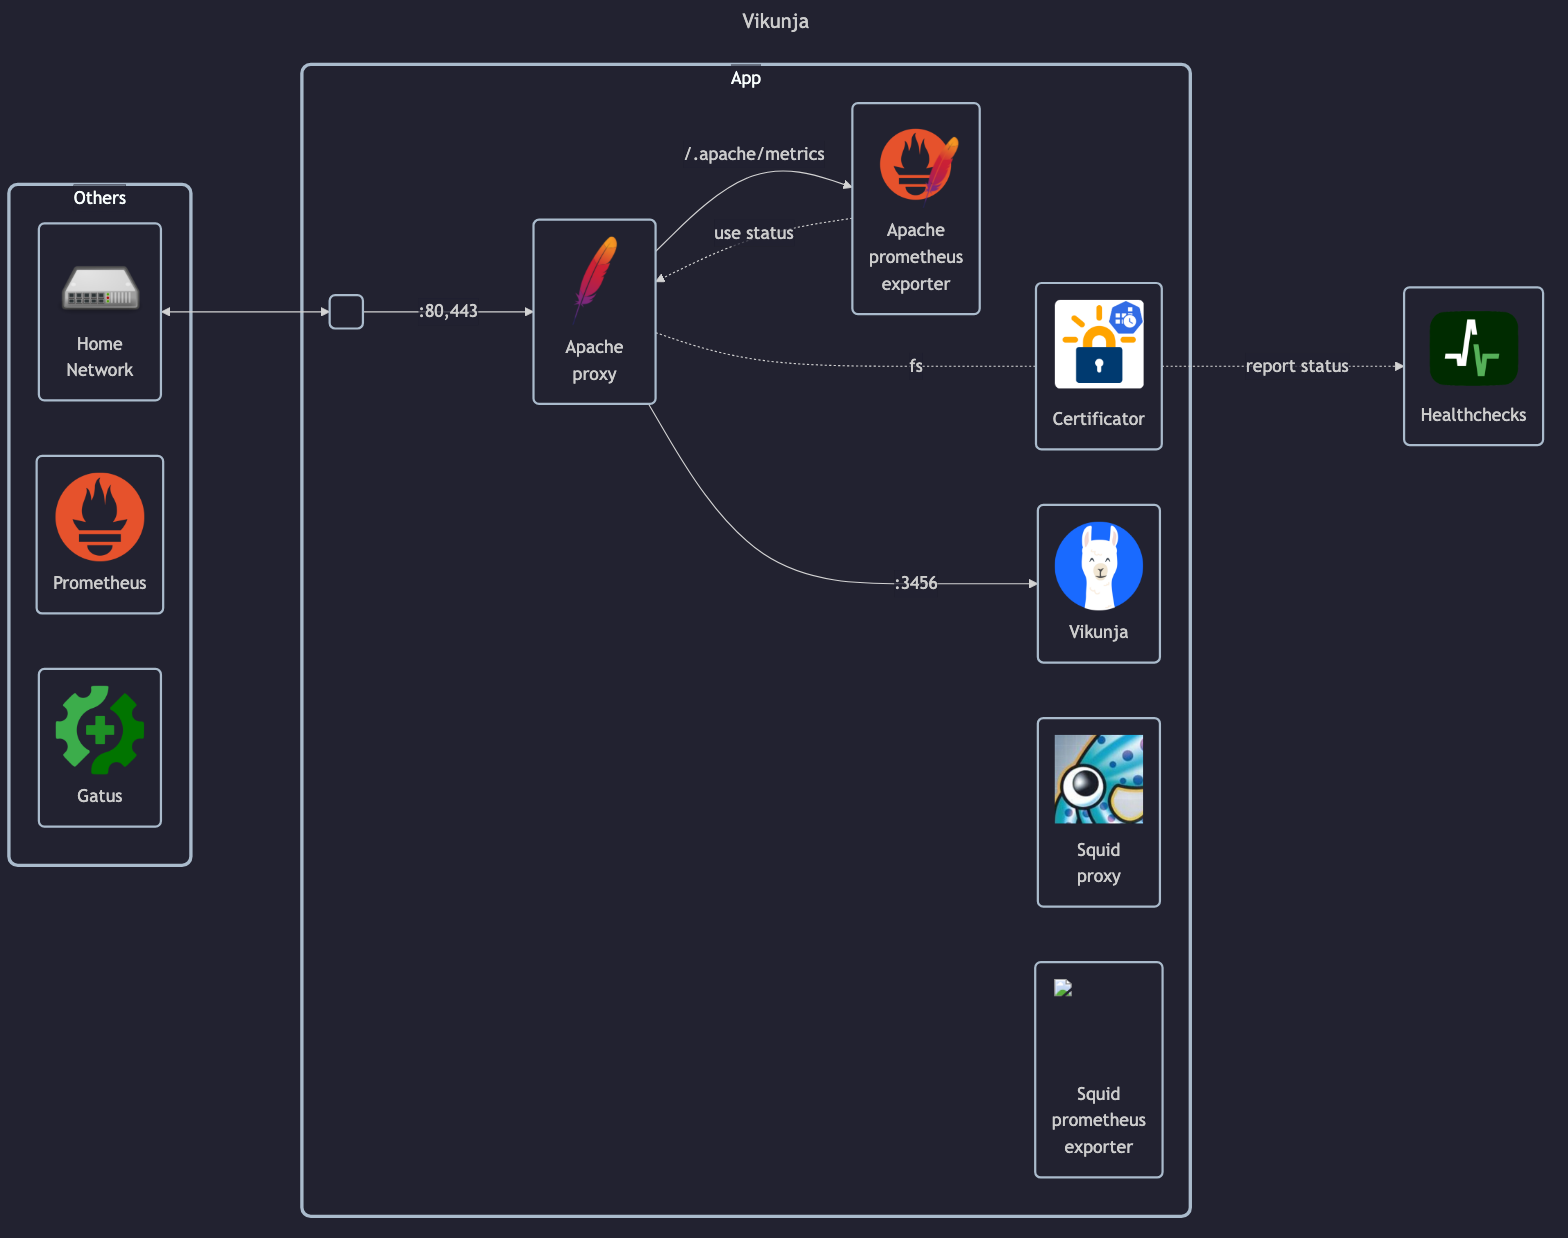 Vikunja
App
Others
Home
Network
Prometheus
Gatus
:80,443
Apache
proxy
/.apache/metrics
use status
Apache
prometheus
exporter
fs
Certificator
report status
Healthchecks
:3456
Vikunja
Squid
proxy
Squid
prometheus
exporter